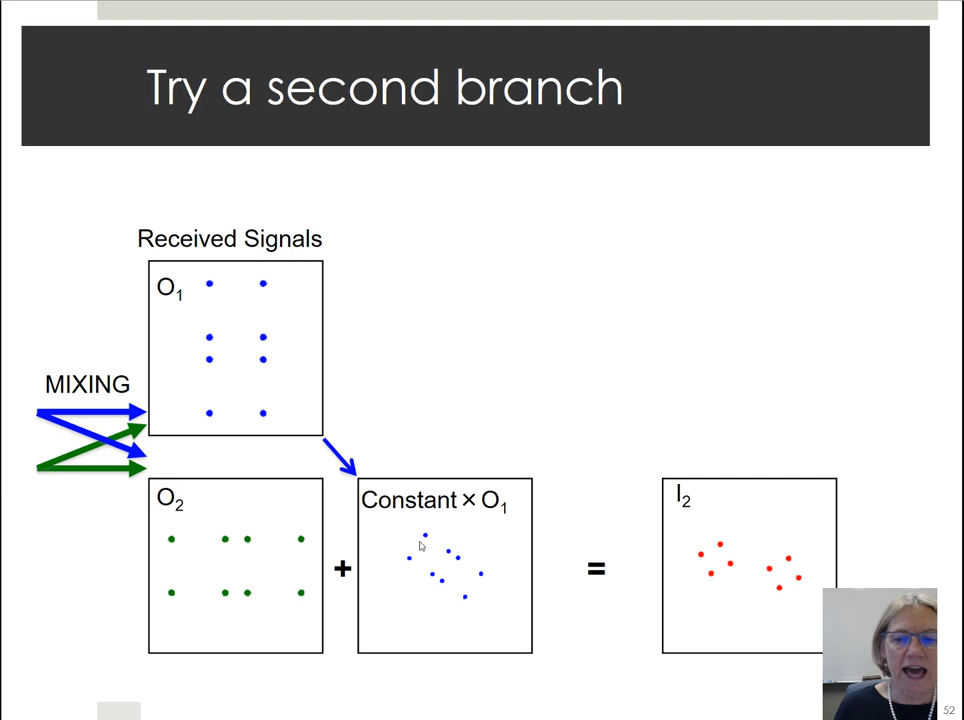 Try a second branch
Received Signals
O₁
MIXING
O₂
Constant × O₁
I₂
+
=
52